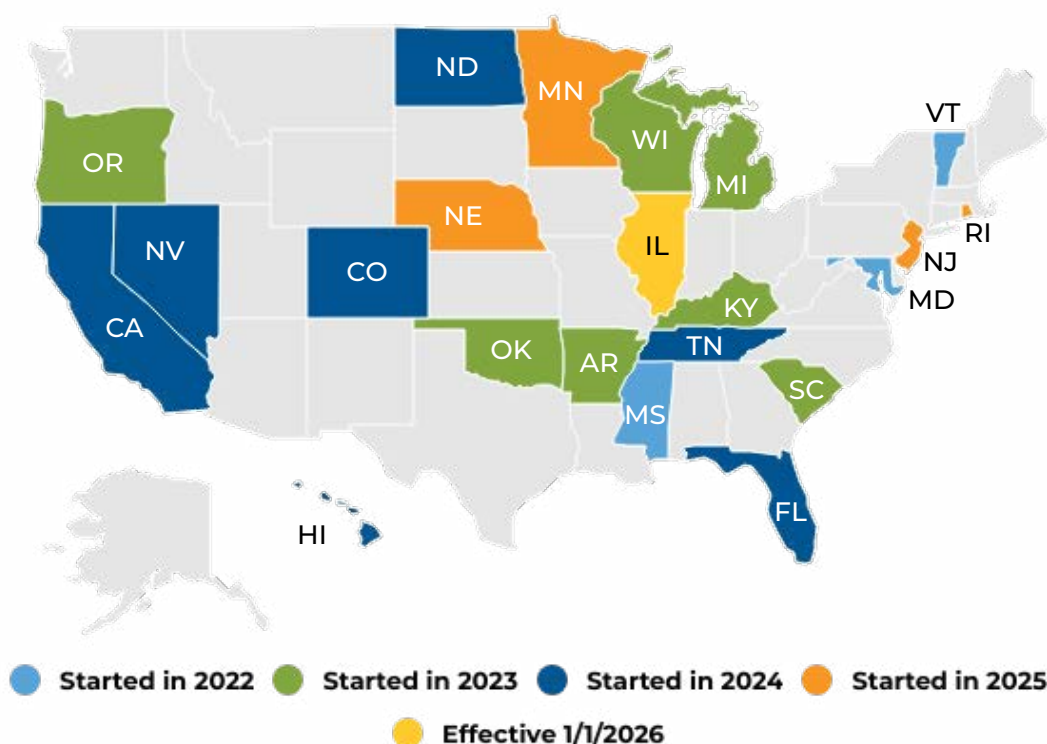 ND
MN
VT
WI
OR
MI
NE
RI
NV
IL
NJ
CO
MD
KY
CA
TN
OK
AR
SC
MS
FL
HI
Started in 2022
Started in 2023
Started in 2024
Started in 2025
Effective 1/1/2026